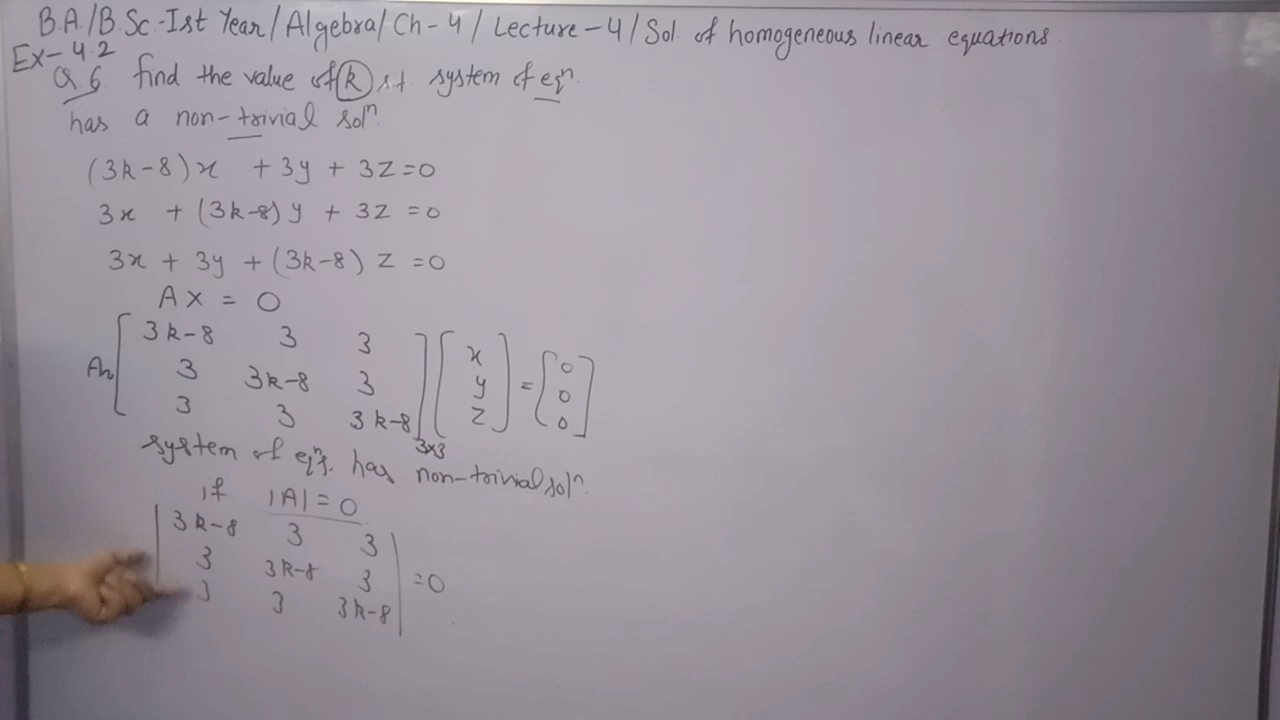 B.A./B.Sc.-Ist Year/Algebra/Ch-4/Lecture-4/Sol. of homogeneous linear equations.
Ex-4.2
Q 6 find the value of k s.t. system of eqⁿ.
has a non-trivial solⁿ.
(3k-8)x + 3y + 3z=0
3x + (3k-8)y + 3z =0
3x + 3y + (3k-8) z =0
AX = 0
3k-8 3 3 x 0
3 3k-8 3 y = 0
3 3 3k-8 z 0
3x3
system of eqⁿs. has non-trivial solⁿ.
if |A| = 0
3k-8 3 3
3 3k-8 3 =0
3 3 3k-8